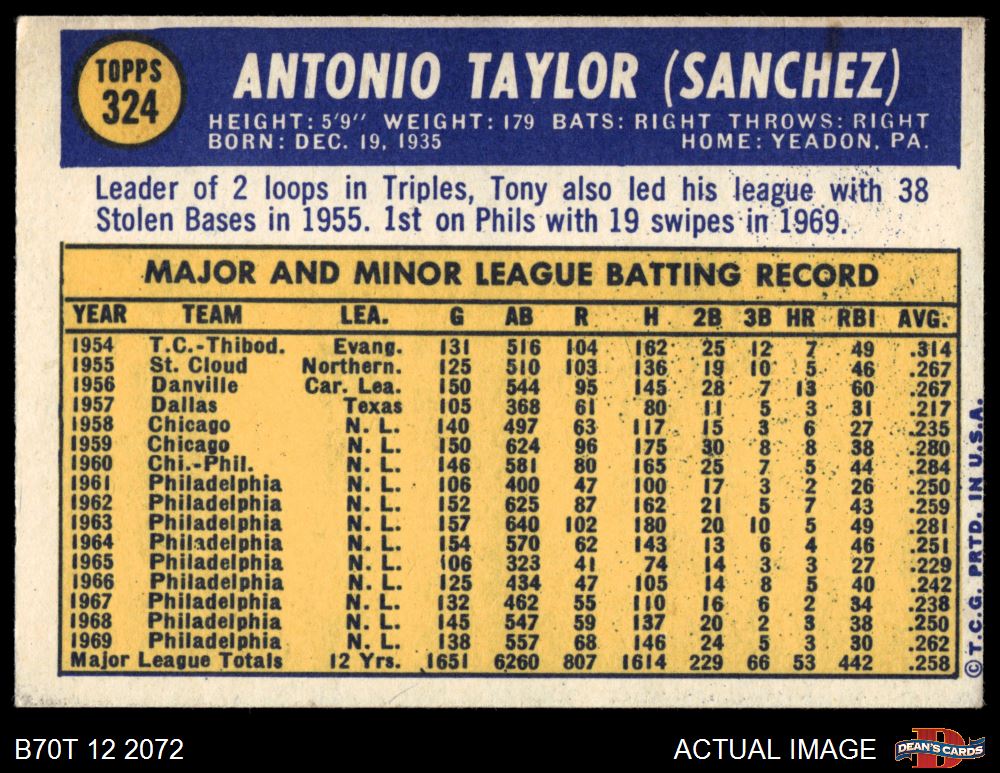 TOPPS
324
ANTONIO TAYLOR (SANCHEZ)
HEIGHT: 5'9" WEIGHT: 179 BATS: RIGHT THROWS: RIGHT
BORN: DEC. 19, 1935 HOME: YEADON, PA.
Leader of 2 loops in Triples, Tony also led his league with 38
Stolen Bases in 1955. 1st on Phils with 19 swipes in 1969.
MAJOR AND MINOR LEAGUE BATTING RECORD
YEAR TEAM LEA. G AB R H 2B 3B HR RBI AVG.
1954 T.C.-Thibod. Evang. 131 516 104 162 25 12 7 49 .314
1955 St. Cloud Northern. 125 510 103 136 19 10 5 46 .267
1956 Danville Car. Lea. 150 544 95 145 28 7 13 60 .267
1957 Dallas Texas 105 368 61 80 11 5 3 31 .217
1958 Chicago N. L. 140 497 63 117 15 3 6 27 .235
1959 Chicago N. L. 150 624 96 175 30 8 8 38 .280
1960 Chi.-Phil. N. L. 146 581 80 165 25 7 5 44 .284
1961 Philadelphia N. L. 106 400 47 100 17 3 2 26 .250
1962 Philadelphia N. L. 152 625 87 162 21 5 7 43 .259
1963 Philadelphia N. L. 157 640 102 180 20 10 5 49 .281
1964 Philadelphia N. L. 154 570 62 143 13 6 4 46 .251
1965 Philadelphia N. L. 106 323 41 74 14 3 3 27 .229
1966 Philadelphia N. L. 125 434 47 105 14 8 5 40 .242
1967 Philadelphia N. L. 132 462 55 110 16 6 2 34 .238
1968 Philadelphia N. L. 145 547 59 137 20 2 3 38 .250
1969 Philadelphia N. L. 138 557 68 146 24 5 3 30 .262
Major League Totals 12 Yrs. 1651 6260 807 1614 229 66 53 442 .258
©T.C.G. PRTD. IN U.S.A.
B70T 12 2072 ACTUAL IMAGE
DEAN'S CARDS